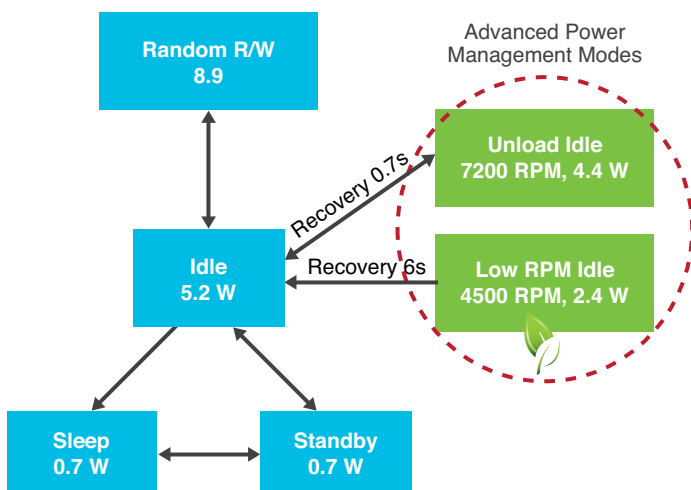 Advanced Power
Management Modes
Random R/W
8.9
Unload Idle
7200 RPM, 4.4 W
Recovery 0.7s
Idle
5.2 W
Recovery 6s
Low RPM Idle
4500 RPM, 2.4 W
Sleep
0.7 W
Standby
0.7 W